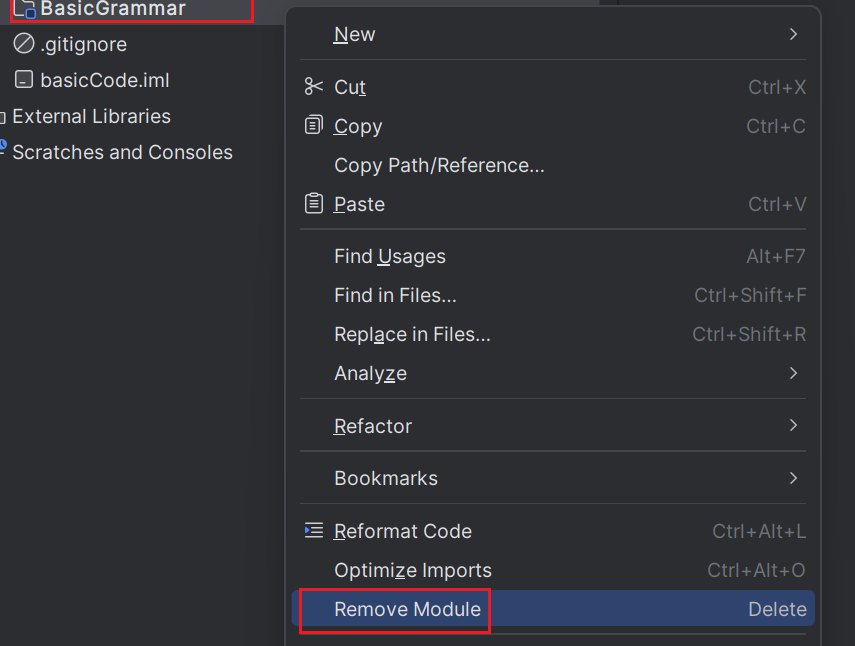 BasicGrammar
.gitignore
basicCode.iml
External Libraries
Scratches and Consoles
New
Cut Ctrl+X
Copy Ctrl+C
Copy Path/Reference...
Paste Ctrl+V
Find Usages Alt+F7
Find in Files... Ctrl+Shift+F
Replace in Files... Ctrl+Shift+R
Analyze
Refactor
Bookmarks
Reformat Code Ctrl+Alt+L
Optimize Imports Ctrl+Alt+O
Remove Module Delete